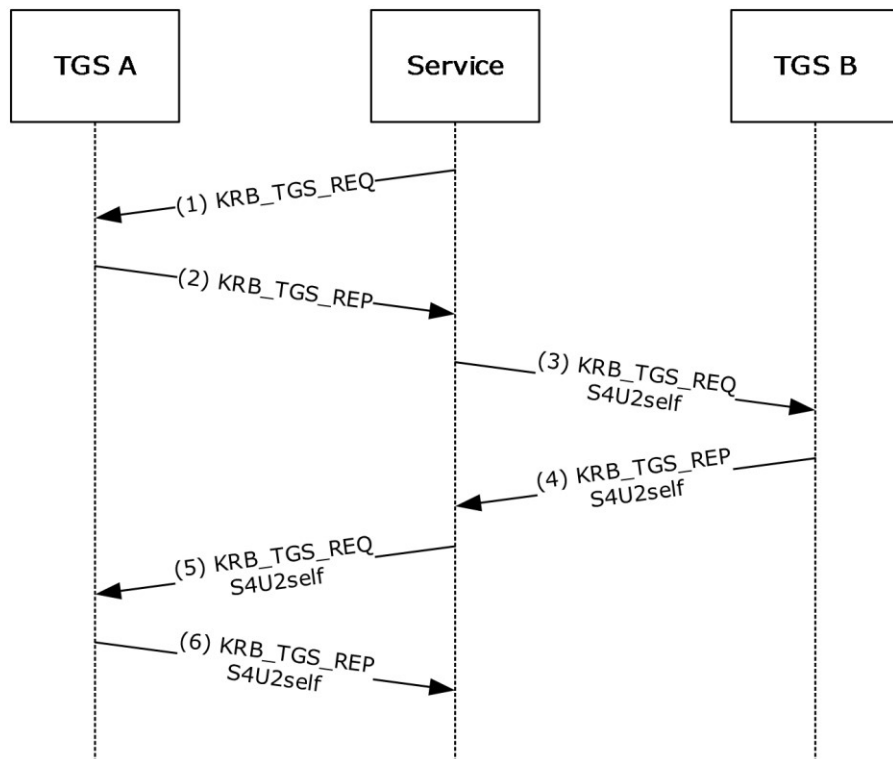 TGS A
Service
TGS B
(1) KRB_TGS_REQ
(2) KRB_TGS_REP
(3) KRB_TGS_REQ
S4U2self
(4) KRB_TGS_REP
S4U2self
(5) KRB_TGS_REQ
S4U2self
(6) KRB_TGS_REP
S4U2self